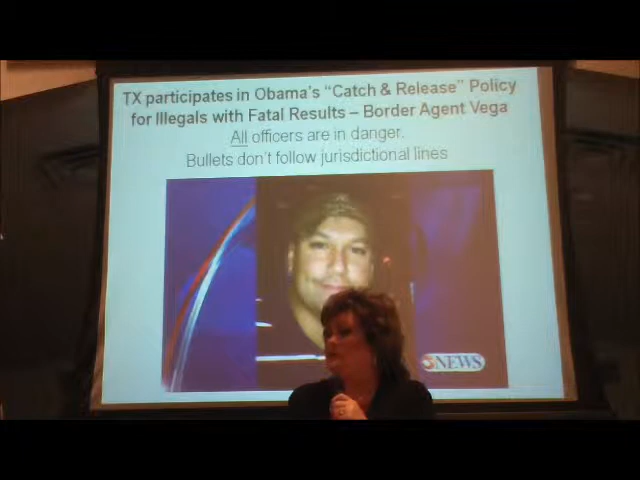 TX participates in Obama's "Catch & Release" Policy
for Illegals with Fatal Results – Border Agent Vega
All officers are in danger.
Bullets don't follow jurisdictional lines
5NEWS